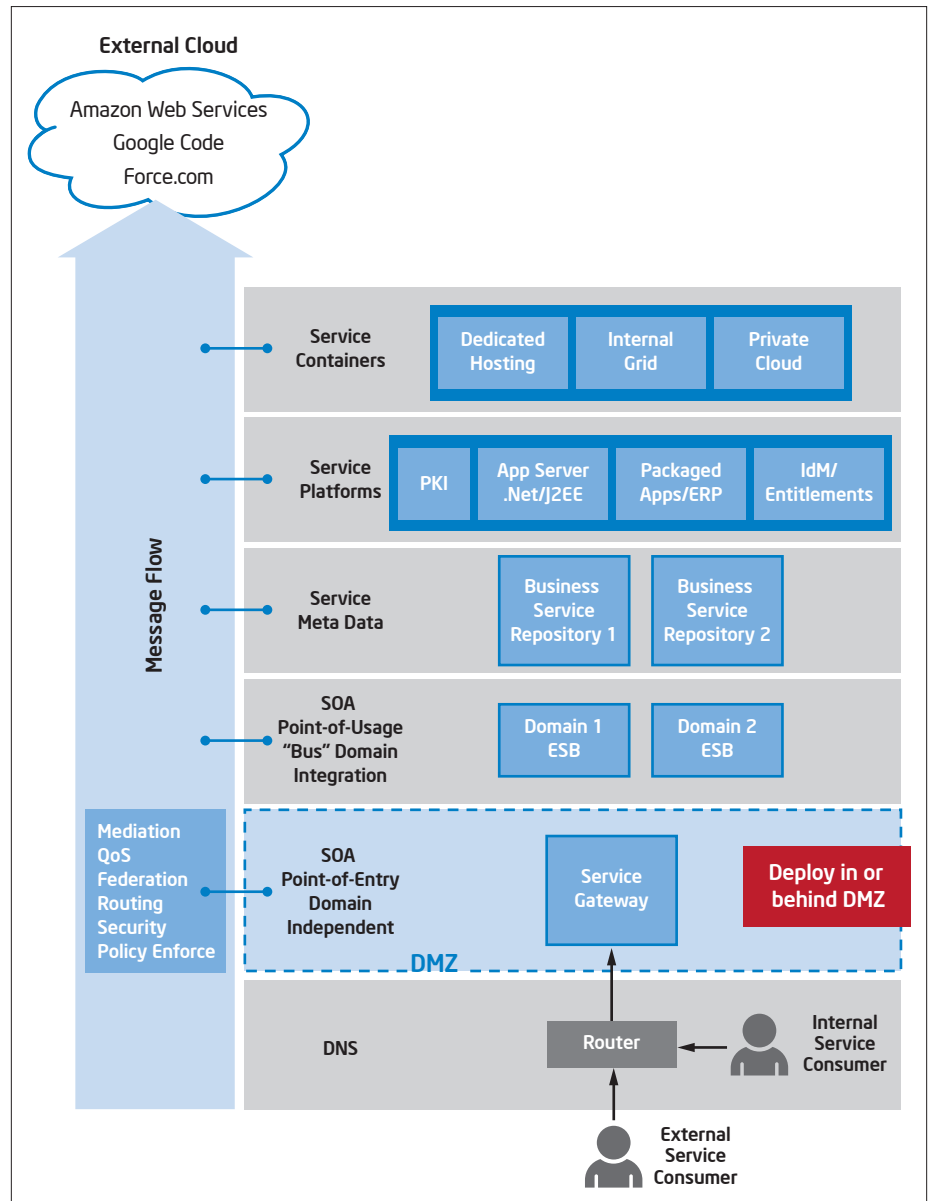 External Cloud
Amazon Web Services
Google Code
Force.com
Message Flow
Service
Containers
Dedicated
Hosting
Internal
Grid
Private
Cloud
Service
Platforms
PKI
App Server
.Net/J2EE
Packaged
Apps/ERP
IdM/
Entitlements
Service
Meta Data
Business
Service
Repository 1
Business
Service
Repository 2
SOA
Point-of-Usage
“Bus” Domain
Integration
Domain 1
ESB
Domain 2
ESB
Mediation
QoS
Federation
Routing
Security
Policy Enforce
SOA
Point-of-Entry
Domain
Independent
Service
Gateway
Deploy in or
behind DMZ
DMZ
DNS
Router
Internal
Service
Consumer
External
Service
Consumer